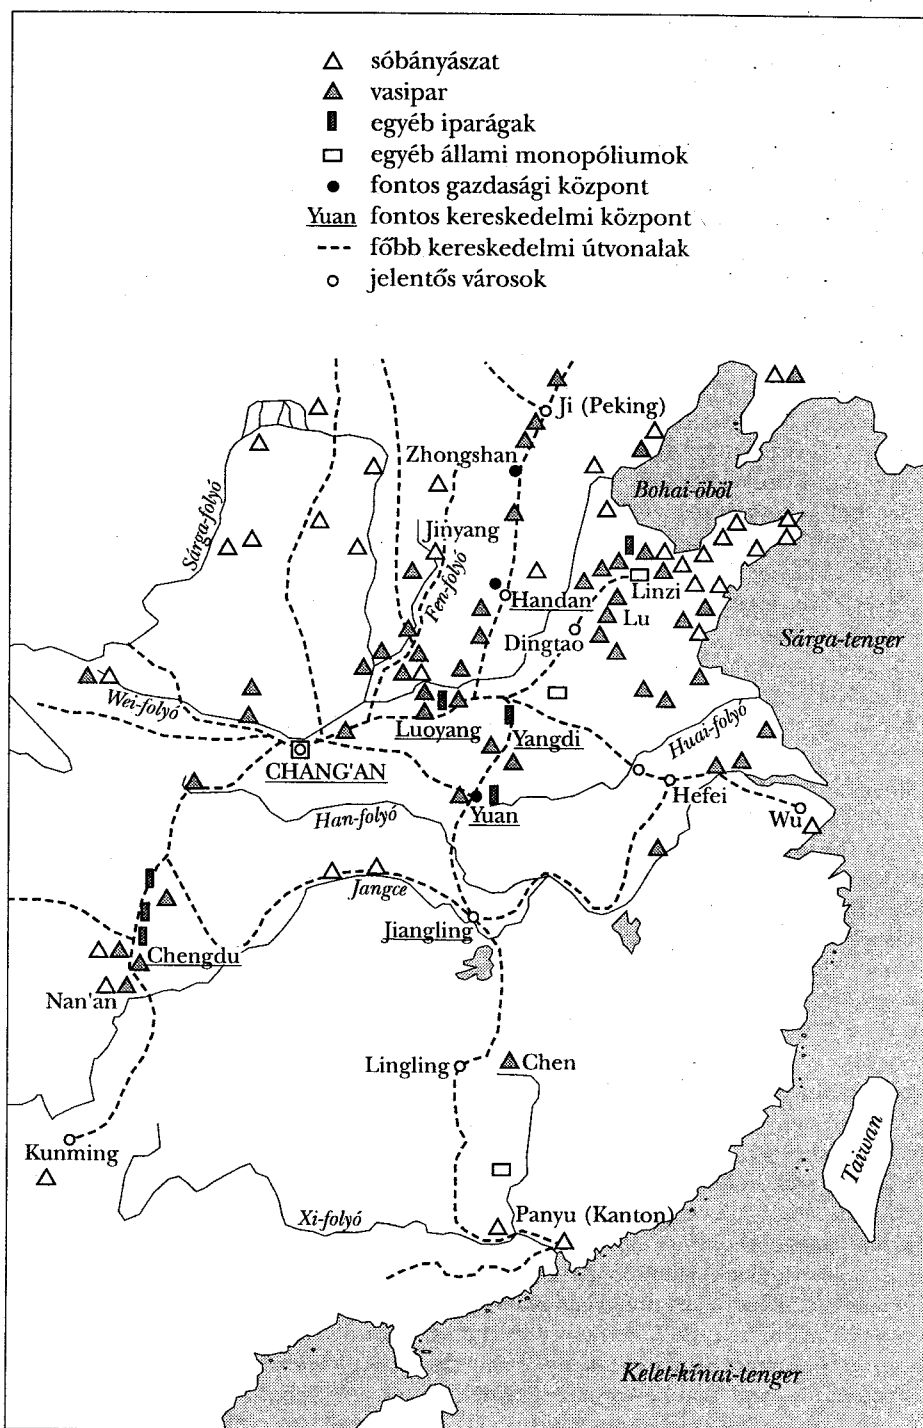 sóbányászat
vasipar
egyéb iparágak
egyéb állami monopóliumok
fontos gazdasági központ
Yuan fontos kereskedelmi központ
főbb kereskedelmi útvonalak
jelentős városok
Ji (Peking)
Zhongshan
Bohai-öböl
Sárga-folyó
Jinyang
Fen-folyó
Linzi
Handan
Lu
Dingtao
Sárga-tenger
Wei-folyó
Luoyang
Yangdi
Huai-folyó
CHANG'AN
Hefei
Yuan
Wu
Han-folyó
Jangce
Jiangling
Chengdu
Nan'an
Lingling
Chen
Kunming
Taiwan
Xi-folyó
Panyu (Kanton)
Kelet-kínai-tenger